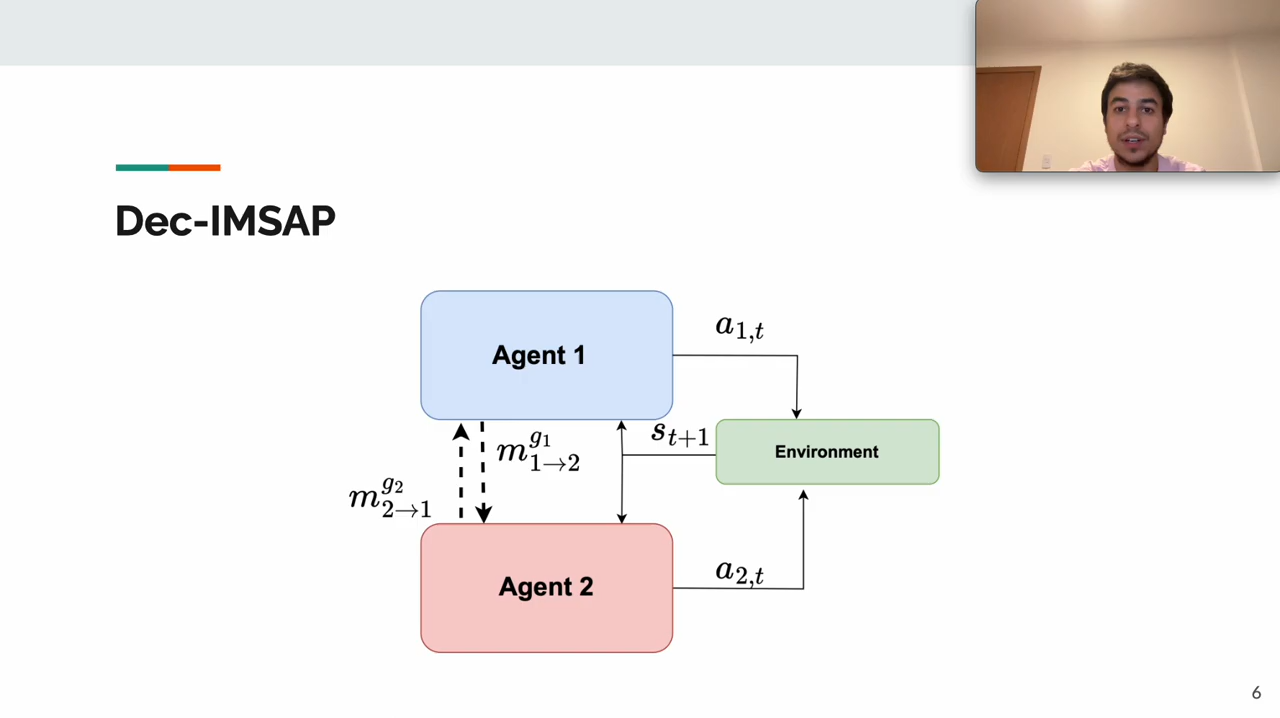 Dec-IMSAP
Agent 1
a_{1,t}
m^{g_1}_{1→2}
s_{t+1}
Environment
m^{g_2}_{2→1}
Agent 2
a_{2,t}
6